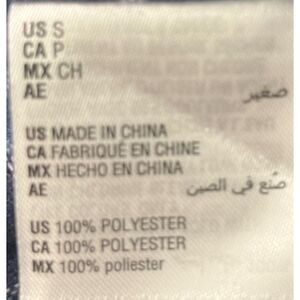 US S
CA P
MX CH
AE صغير
US MADE IN CHINA
CA FABRIQUÉ EN CHINE
MX HECHO EN CHINA
AE صنع في الصين
US 100% POLYESTER
CA 100% POLYESTER
MX 100% poliester